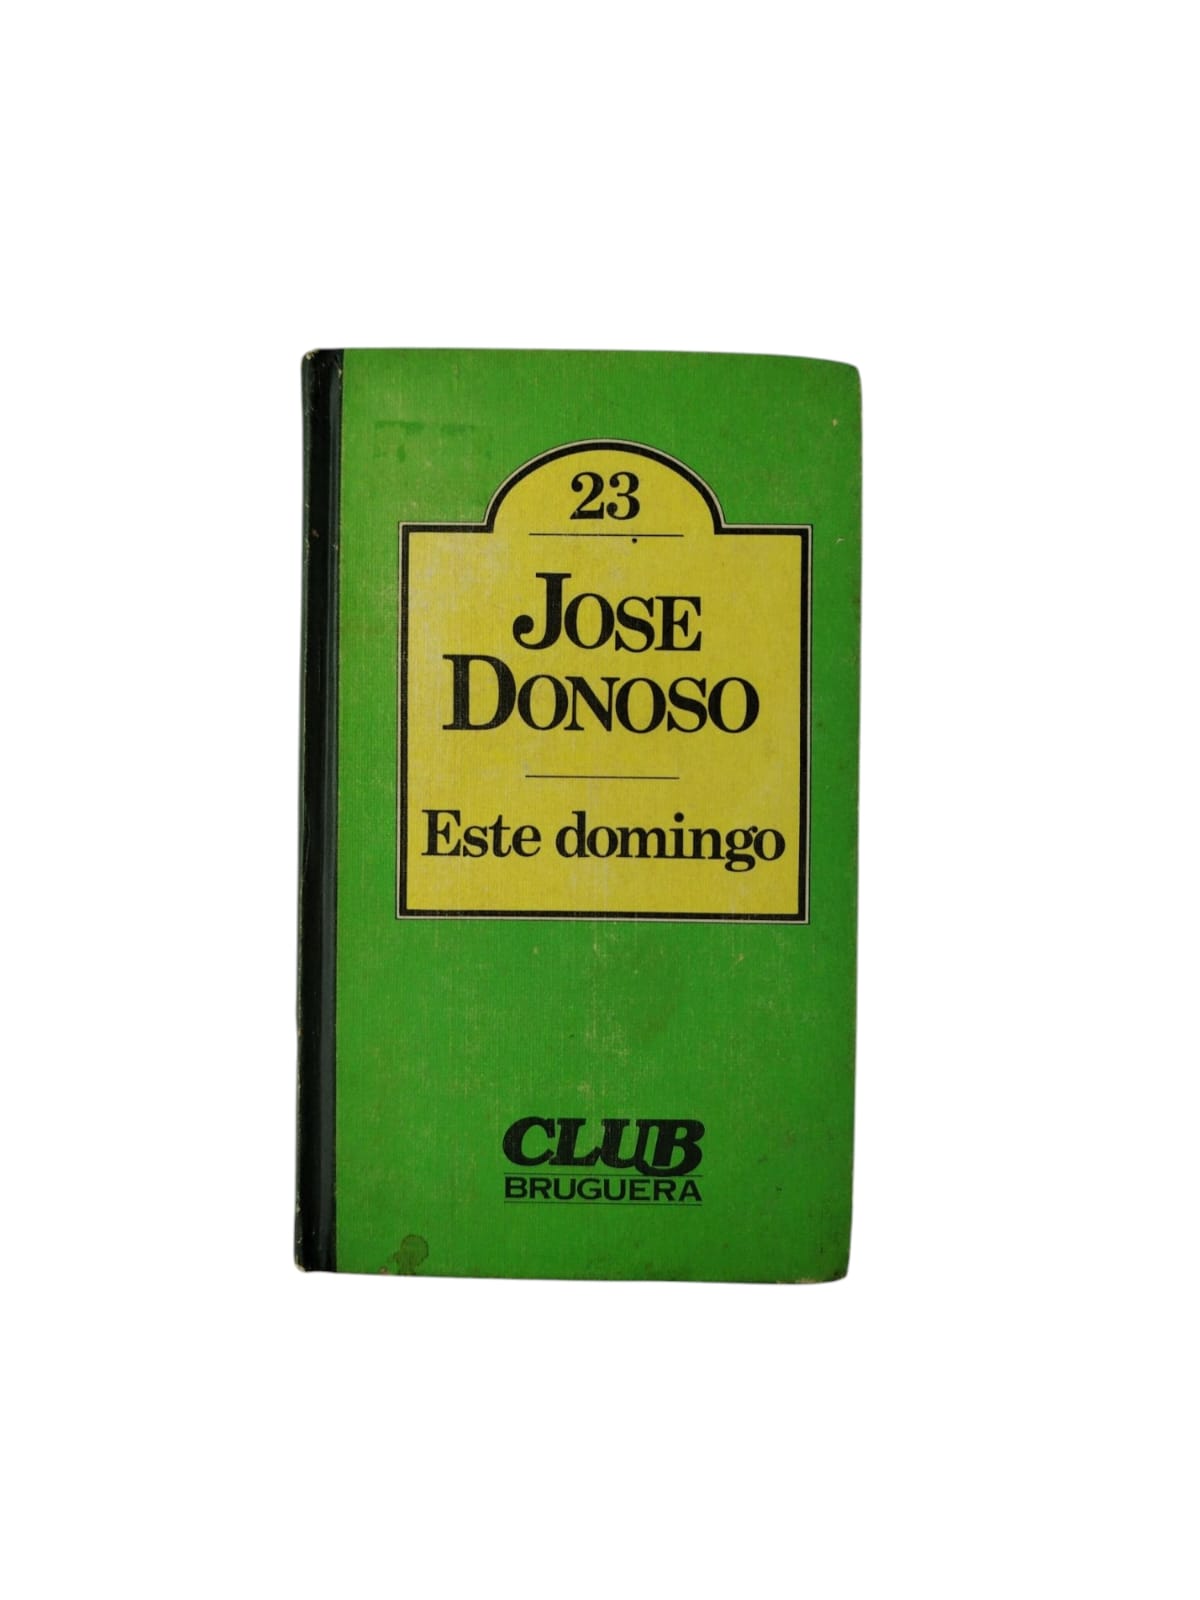 23
JOSE
DONOSO
Este domingo
CLUB
BRUGUERA